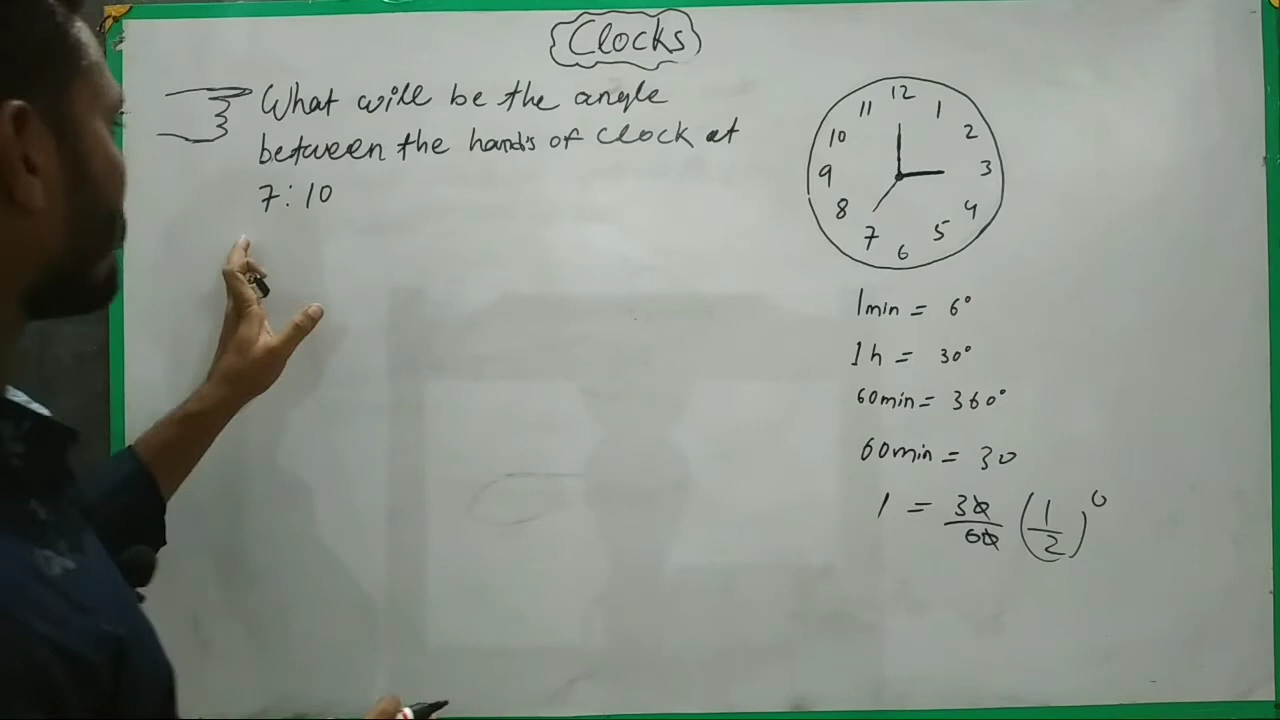 Clocks
What will be the angle
between the hands of Clock at
7:10
12
11 1
10 2
9 3
8 4
7 5
6
1min = 6°
1h = 30°
60min = 360°
60min = 30
1 = 30/60 (1/2)°